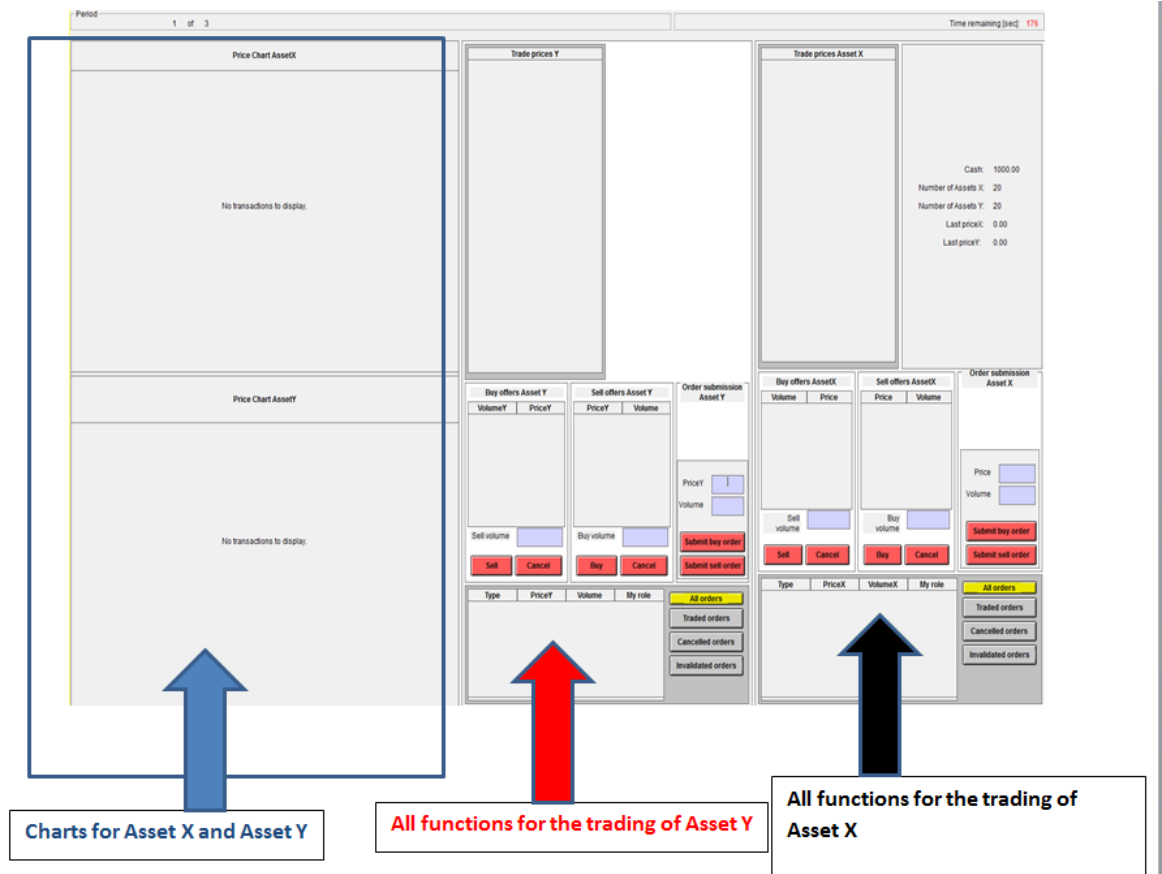 Period
1 of 3
Time remaining [sec]: 176
Price Chart AssetX
No transactions to display.
Price Chart AssetY
No transactions to display.
Trade prices Y
Buy offers Asset Y
VolumeY PriceY
Sell volume
Sell Cancel
Sell offers Asset Y
PriceY Volume
Buy volume
Buy Cancel
Order submission
Asset Y
PriceY
Volume
Submit buy order
Submit sell order
Type PriceY Volume My role
All orders
Traded orders
Cancelled orders
Invalidated orders
Trade prices Asset X
Cash: 1000.00
Number of Assets X: 20
Number of Assets Y: 20
Last priceX: 0.00
Last priceY: 0.00
Buy offers AssetX
Volume Price
Sell
volume
Sell Cancel
Sell offers AssetX
Price Volume
Buy
volume
Buy Cancel
Order submission
Asset X
Price
Volume
Submit buy order
Submit sell order
Type PriceX VolumeX My role
All orders
Traded orders
Cancelled orders
Invalidated orders
Charts for Asset X and Asset Y
All functions for the trading of Asset Y
All functions for the trading of
Asset X